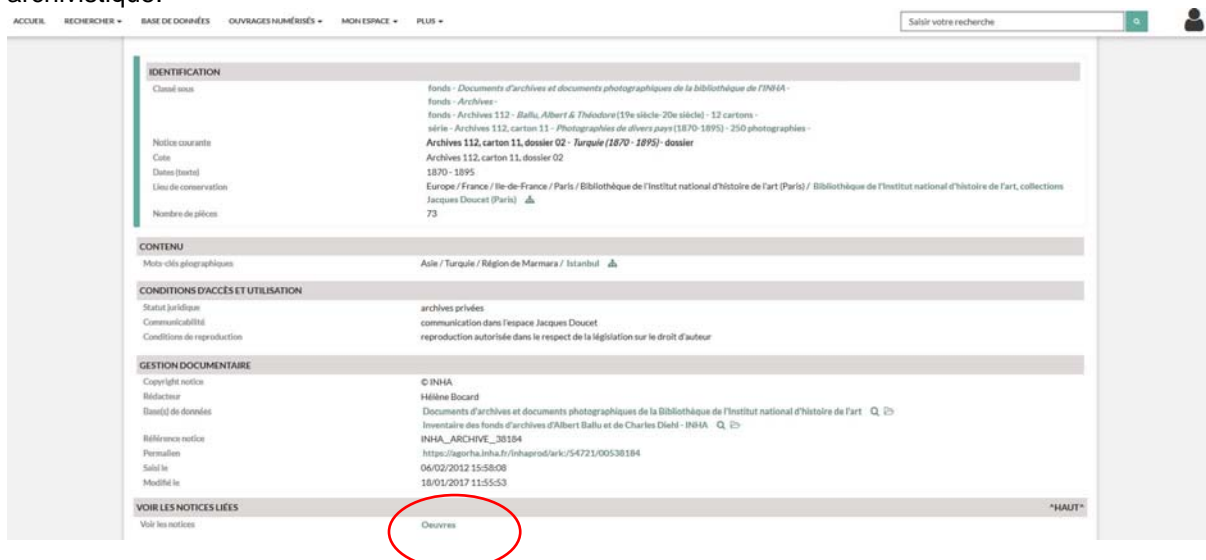 archivistique.
ACCUEIL RECHERCHER BASE DE DONNÉES OUVRAGES NUMÉRISÉS MON ESPACE PLUS Saisir votre recherche
IDENTIFICATION
Classé sous fonds - Documents d'archives et documents photographiques de la bibliothèque de l'INHA -
fonds - Archives -
fonds - Archives 112 - Ballu, Albert & Théodore (19e siècle-20e siècle) - 12 cartons -
série - Archives 112, carton 11 - Photographies de divers pays (1870-1895) - 250 photographies -
Notice courante Archives 112, carton 11, dossier 02 - Turquie (1870 - 1895) - dossier
Cote Archives 112, carton 11, dossier 02
Dates (texte) 1870 - 1895
Lieu de conservation Europe / France / Ile-de-France / Paris / Bibliothèque de l'Institut national d'histoire de l'art (Paris) / Bibliothèque de l'Institut national d'histoire de l'art, collections
Jacques Doucet (Paris)
Nombre de pièces 73
CONTENU
Mots-clés géographiques Asie / Turquie / Région de Marmara / Istanbul
CONDITIONS D'ACCÈS ET UTILISATION
Statut juridique archives privées
Communicabilité communication dans l'espace Jacques Doucet
Conditions de reproduction reproduction autorisée dans le respect de la législation sur le droit d'auteur
GESTION DOCUMENTAIRE
Copyright notice © INHA
Rédacteur Hélène Bocard
Base(s) de données Documents d'archives et documents photographiques de la Bibliothèque de l'Institut national d'histoire de l'art
Inventaire des fonds d'archives d'Albert Ballu et de Charles Diehl - INHA
Référence notice INHA__ARCHIVE__38184
Permalien https://agorha.inha.fr/inhaprod/ark:/54721/00538184
Saisi le 06/02/2012 15:58:08
Modifié le 18/01/2017 11:55:53
VOIR LES NOTICES LIÉES ^HAUT^
Voir les notices Oeuvres